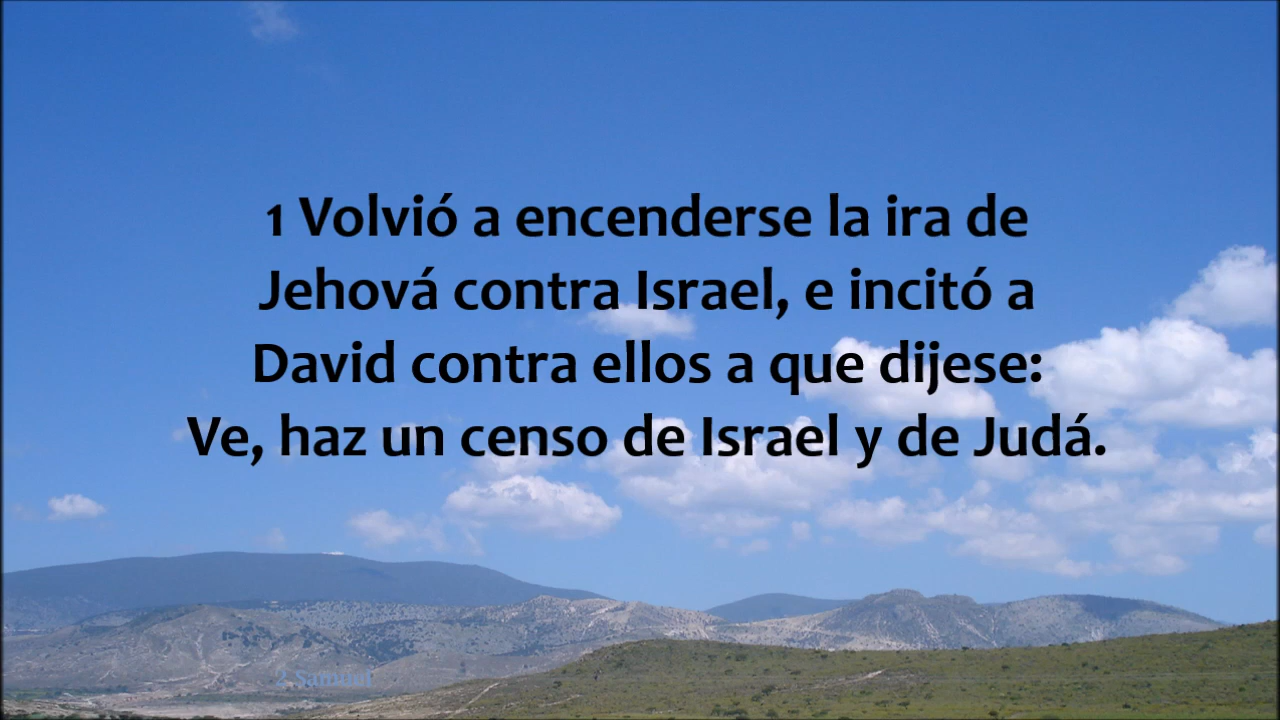 1 Volvió a encenderse la ira de
Jehová contra Israel, e incitó a
David contra ellos a que dijese:
Ve, haz un censo de Israel y de Judá.
2 Samuel